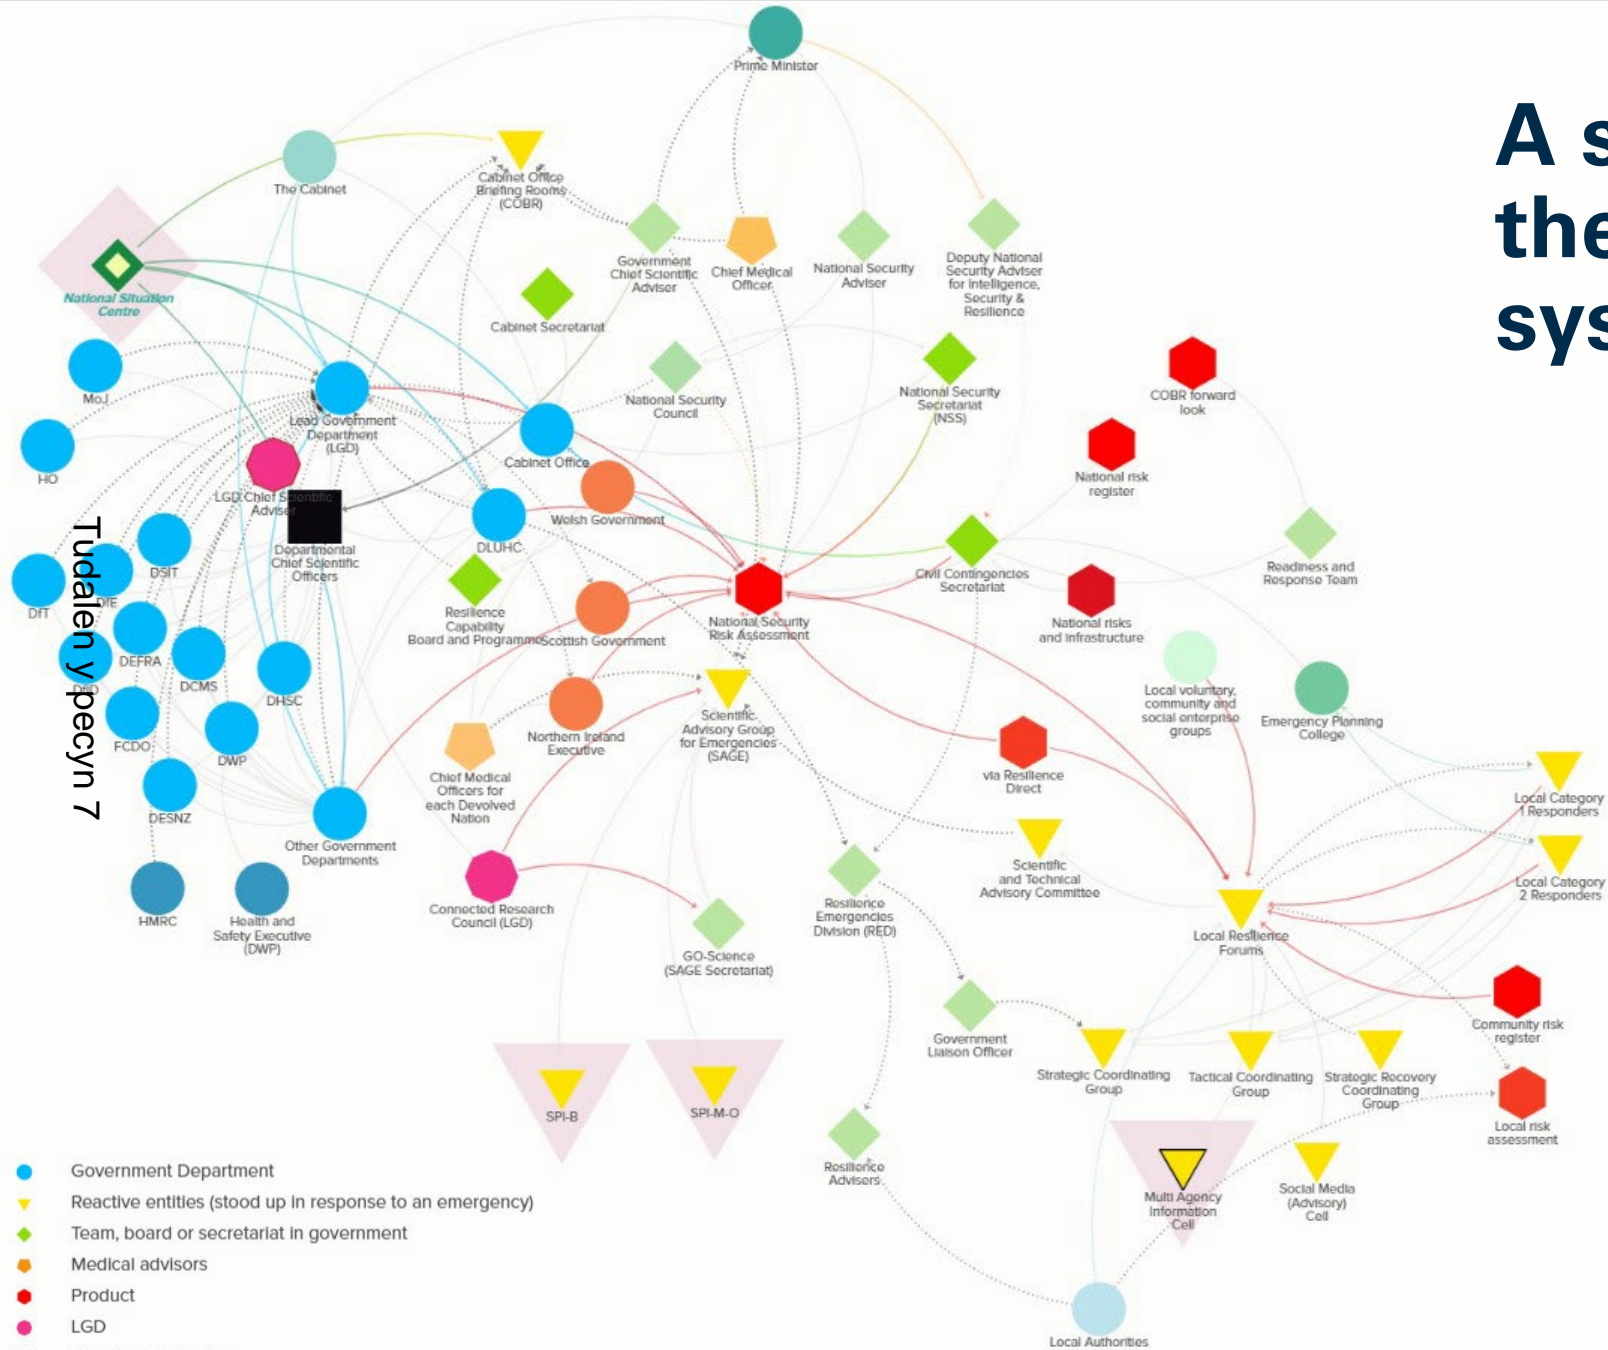 Prime Minister
A s
the
sys
The Cabinet
Cabinet Office
Briefing Rooms
(COBR)
National Situation
Centre
Government
Chief Scientific
Adviser
Chief Medical
Officer
National Security
Adviser
Deputy National
Security Adviser
for Intelligence,
Security &
Resilience
Cabinet Secretariat
MoJ
HO
Lead Government
Department
(LGD)
National Security
Council
National Security
Secretariat
(NSS)
COBR forward
look
Cabinet Office
National risk
register
LGD Chief Scientific
Adviser
Welsh Government
Departmental
Chief Scientific
Officers
DLUHC
Civil Contingencies
Secretariat
Readiness and
Response Team
Tudalen y pecyn 7
DSIT
DfT
DfE
Resilience
Capability
Board and Programme
Scottish Government
National Security
Risk Assessment
National risks
and infrastructure
DEFRA
DCMS
DHSC
FCDO
DWP
DESNZ
Northern Ireland
Executive
Scientific
Advisory Group
for Emergencies
(SAGE)
Local voluntary,
community and
social enterprise
groups
Emergency Planning
College
Chief Medical
Officers for
each Devolved
Nation
via Resilience
Direct
Local Category
1 Responders
Other Government
Departments
Scientific
and Technical
Advisory Committee
Local Category
2 Responders
HMRC
Health and
Safety Executive
(DWP)
Connected Research
Council (LGD)
Resilience
Emergencies
Division (RED)
Local Resilience
Forums
GO-Science
(SAGE Secretariat)
Government
Liaison Officer
Community risk
register
Strategic Coordinating
Group
Tactical Coordinating
Group
Strategic Recovery
Coordinating
Group
SPI-B
SPI-M-O
Local risk
assessment
Resilience
Advisers
Multi Agency
Information
Cell
Social Media
(Advisory)
Cell
Local Authorities
Government Department
Reactive entities (stood up in response to an emergency)
Team, board or secretariat in government
Medical advisors
Product
LGD